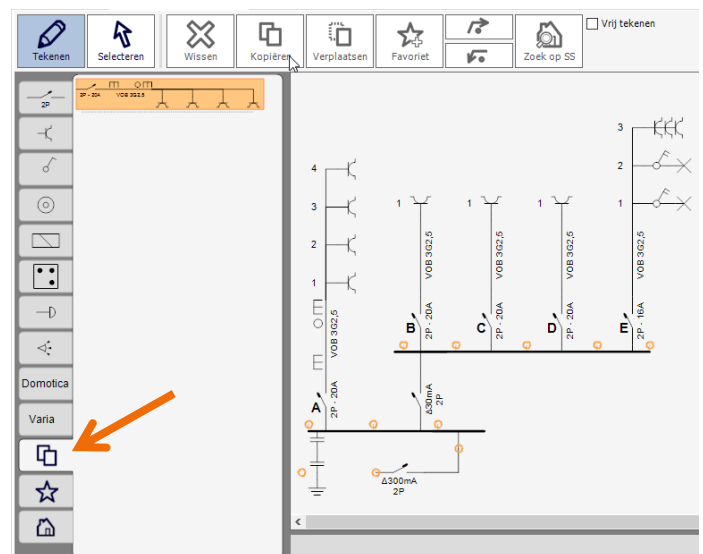 Tekenen
Selecteren
Wissen
Kopiëren
Verplaatsen
Favoriet
Zoek op SS
Vrij tekenen
2P
2P - 20A
VOB 3G2,5
Domotica
Varia
4
3
2
1
VOB 3G2,5
A
2P - 20A
1
VOB 3G2,5
B
2P - 20A
1
VOB 3G2,5
C
2P - 20A
1
VOB 3G2,5
D
2P - 20A
3
2
1
VOB 3G2,5
E
2P - 16A
Δ30mA
2P
Δ300mA
2P